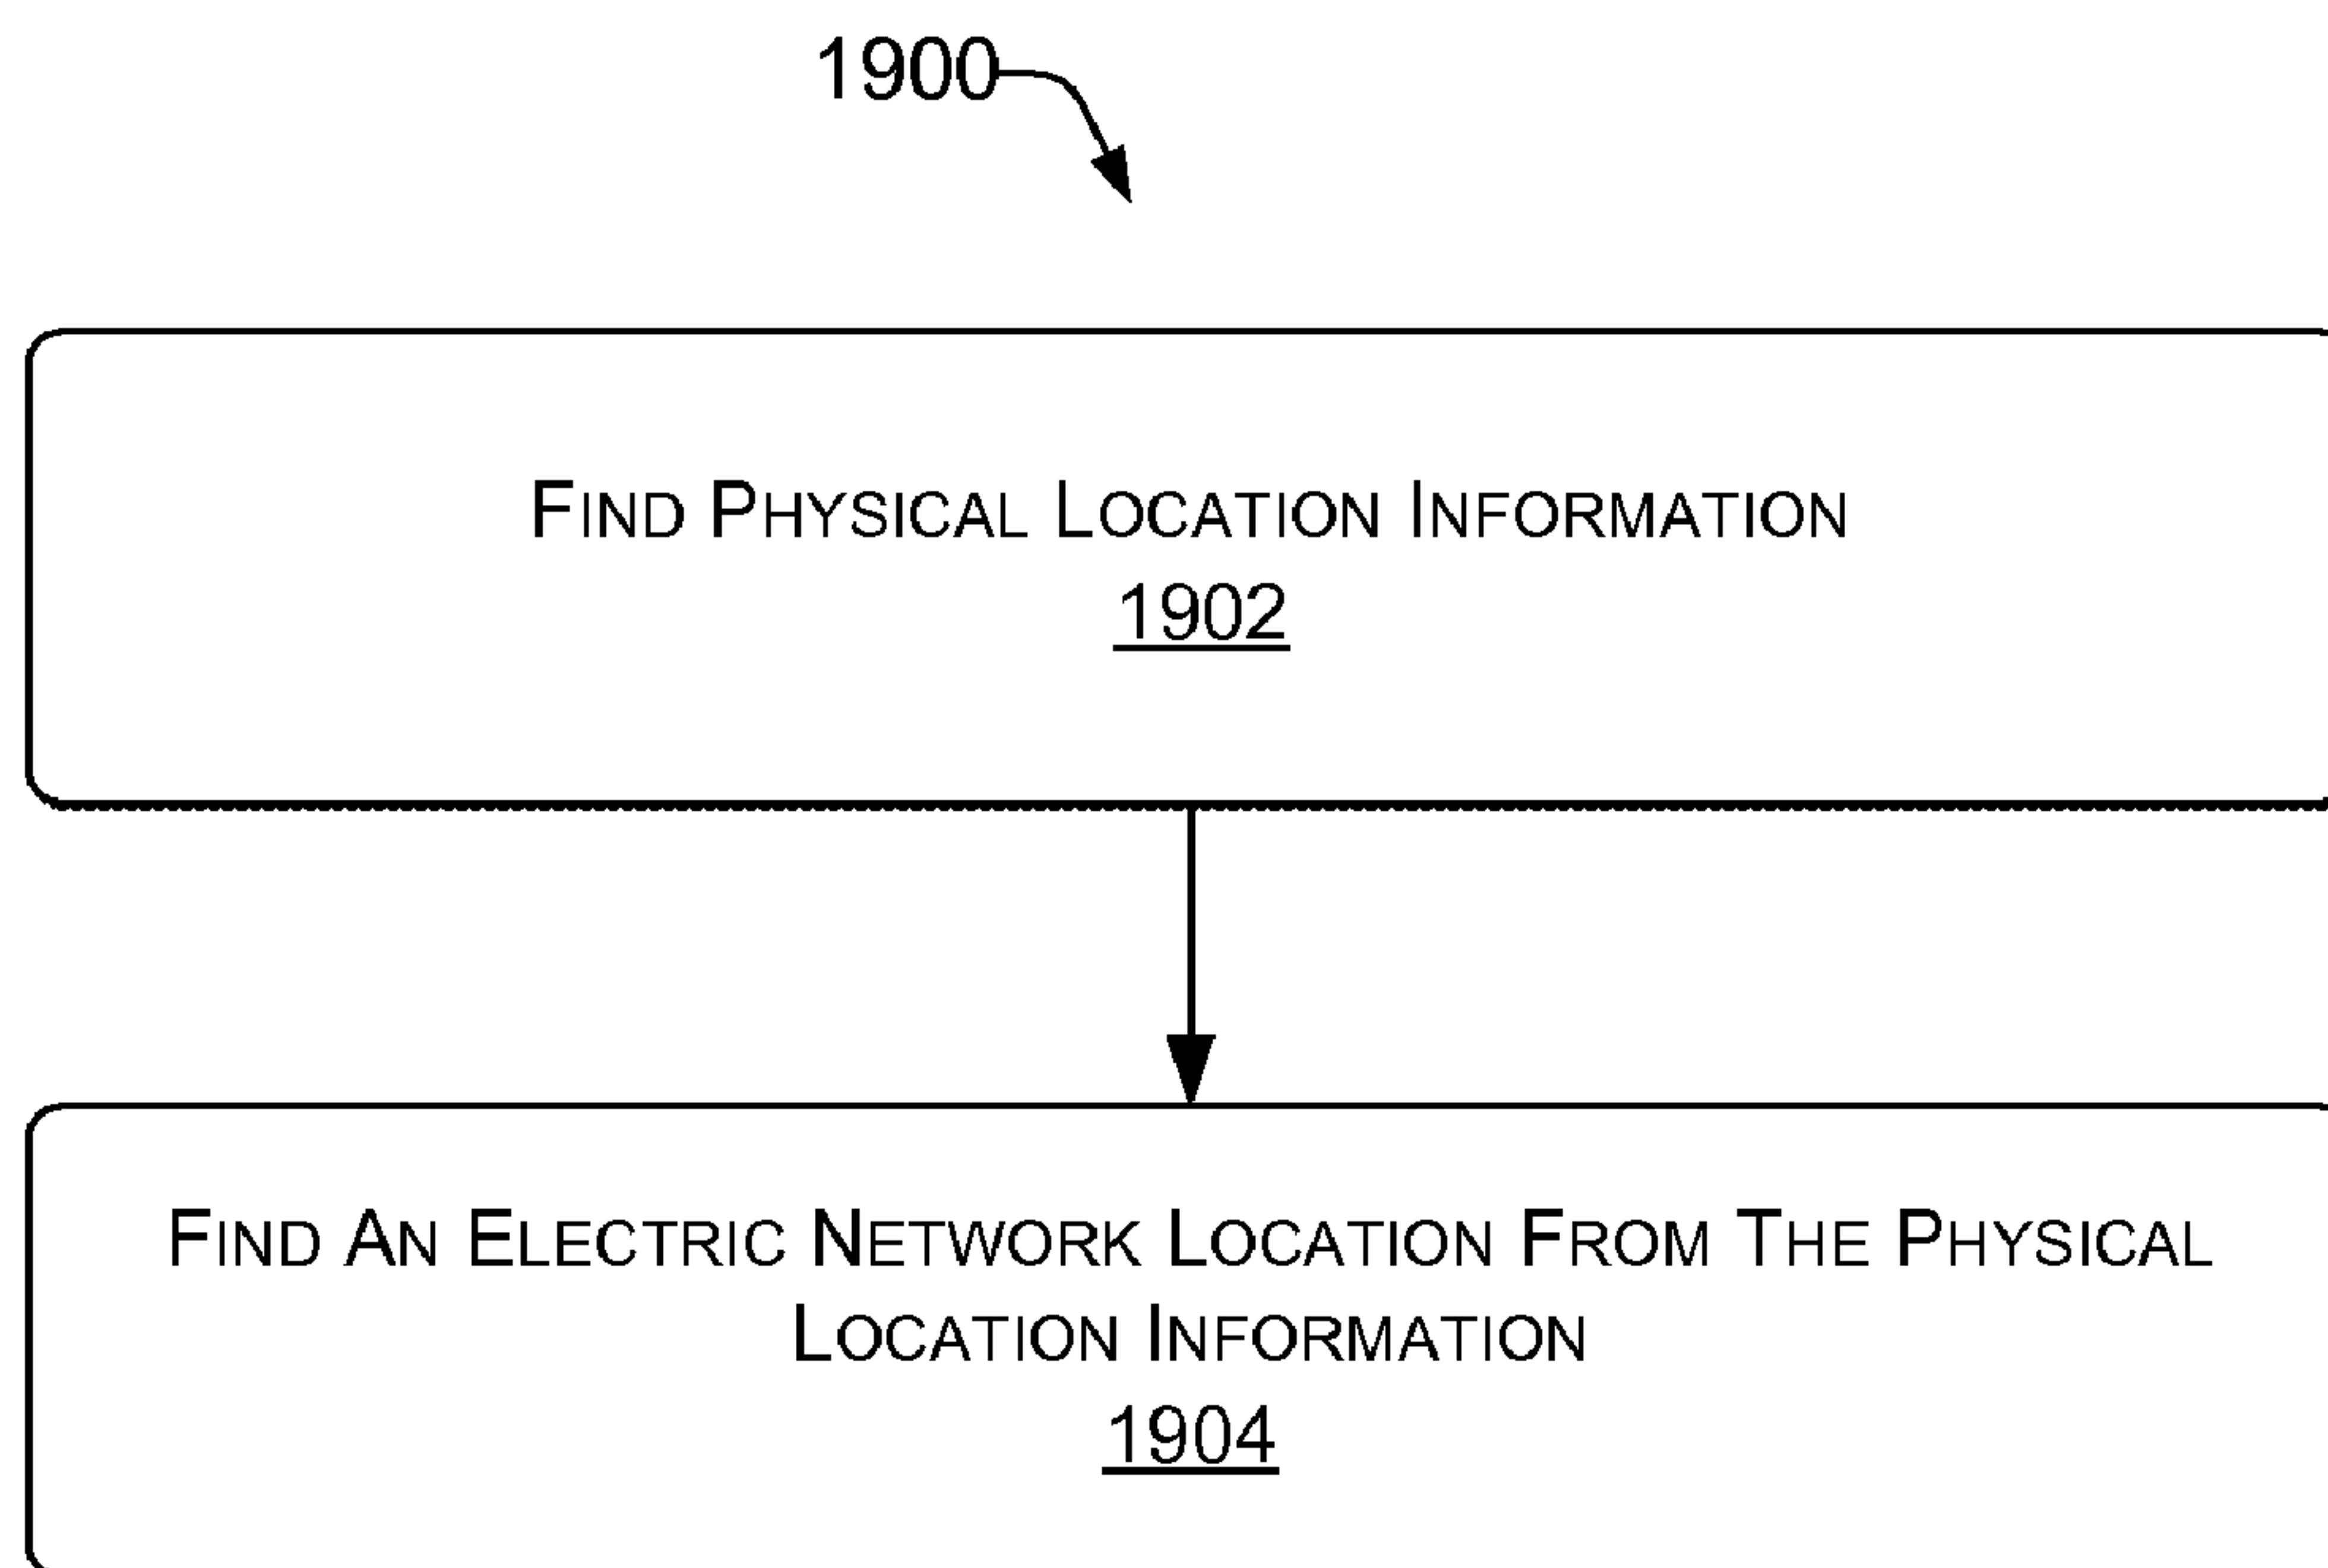 1900
FIND PHYSICAL LOCATION INFORMATION
1902
FIND AN ELECTRIC NETWORK LOCATION FROM THE PHYSICAL
LOCATION INFORMATION
1904